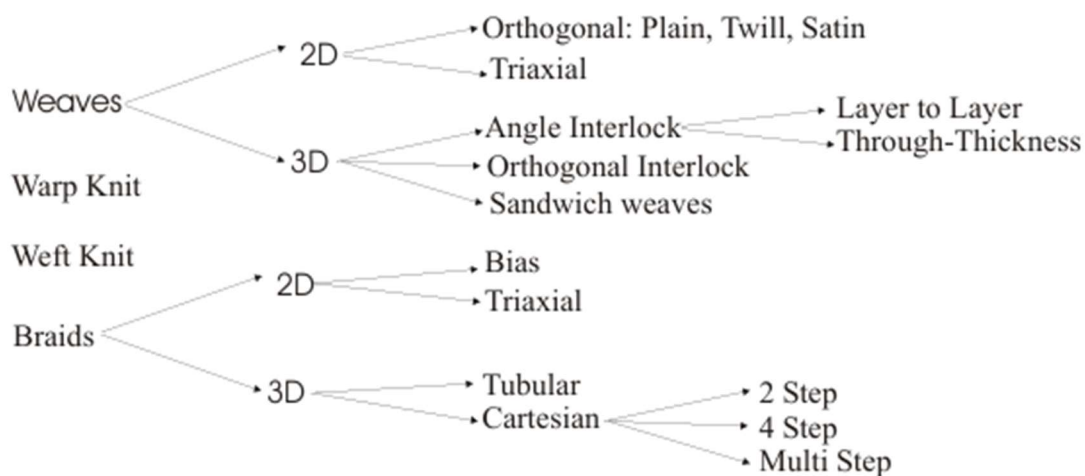 2D
Orthogonal: Plain, Twill, Satin
Triaxial
Weaves
3D
Angle Interlock
Layer to Layer
Through-Thickness
Orthogonal Interlock
Sandwich weaves
Warp Knit
Weft Knit
2D
Bias
Triaxial
Braids
3D
Tubular
Cartesian
2 Step
4 Step
Multi Step